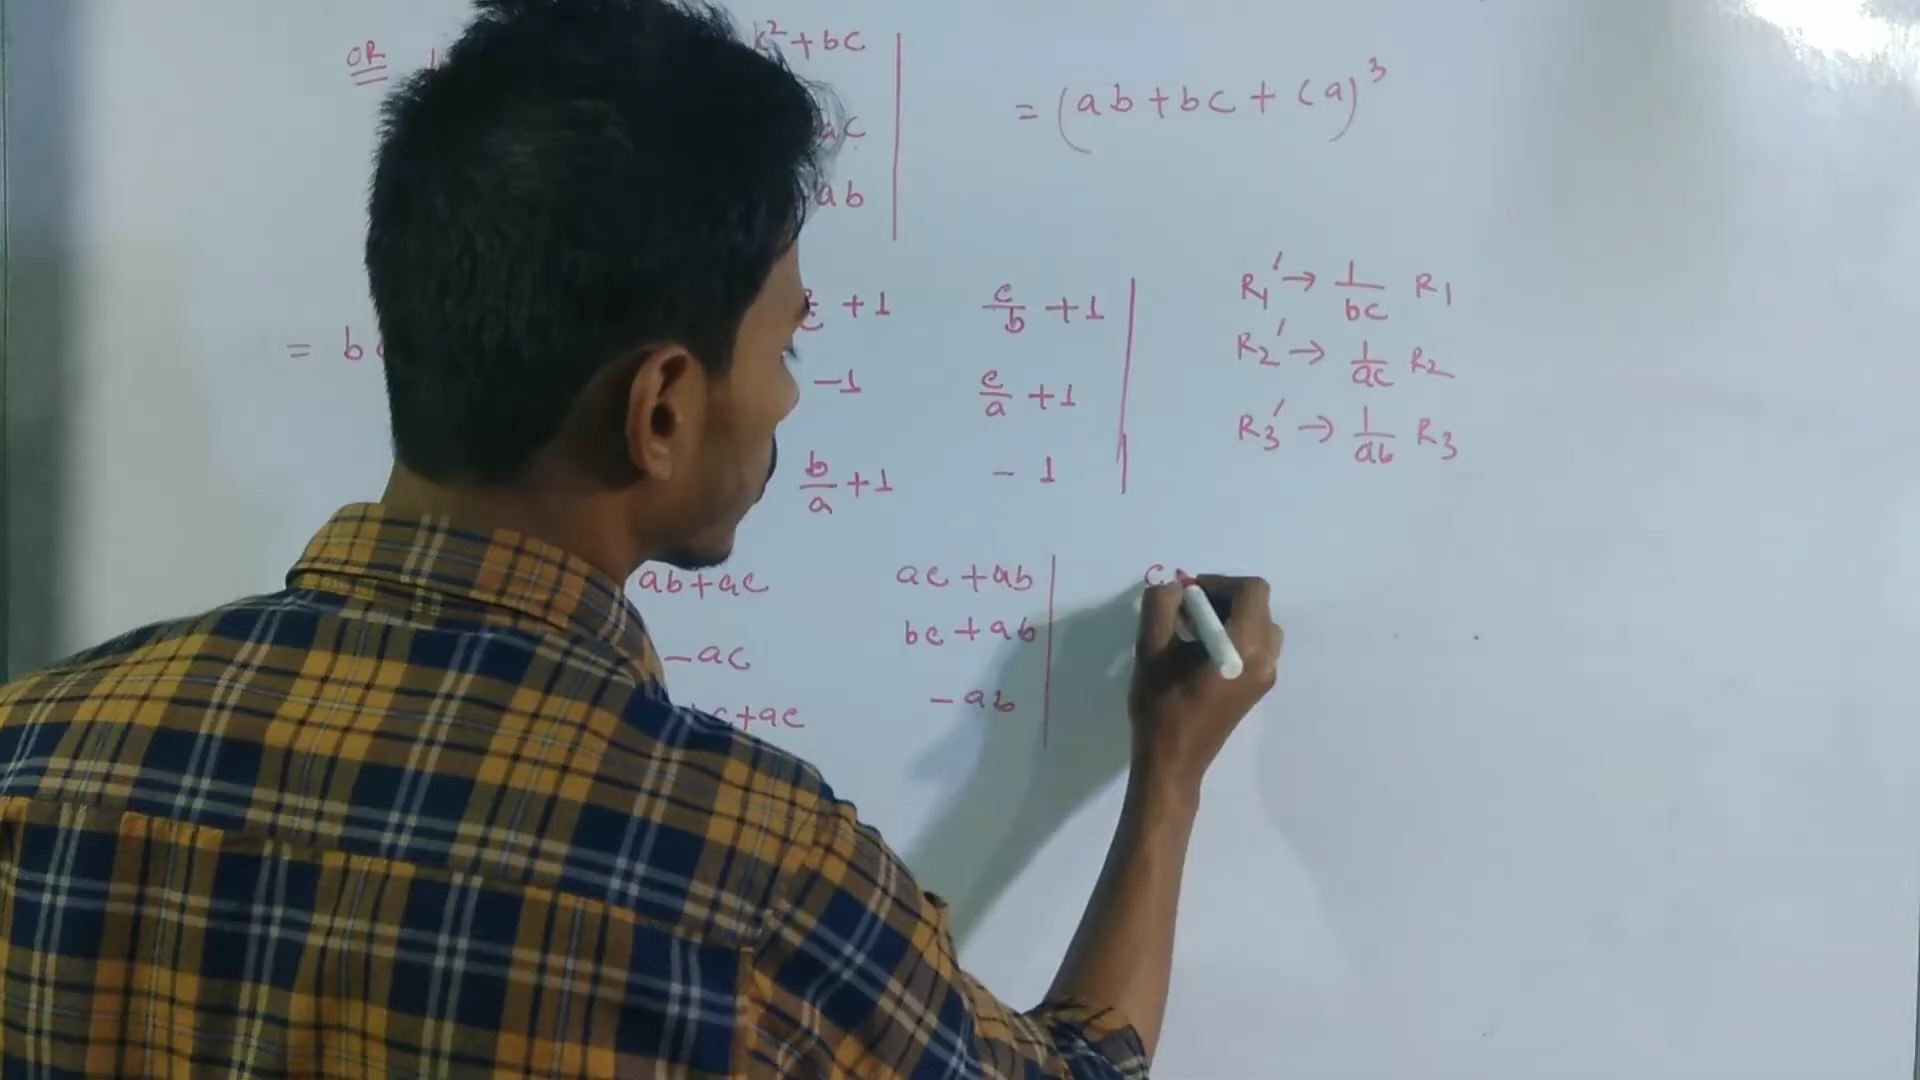 OR
² + bc
= (ab + bc + ca)³
ac
ab
+ 1 c/b + 1
R₁′ → 1/bc R₁
= b
- 1 c/a + 1
R₂′ → 1/ac R₂
R₃′ → 1/ab R₃
b/a + 1 - 1
ab + ac ac + ab
- ac bc + ab
c + ac - ab